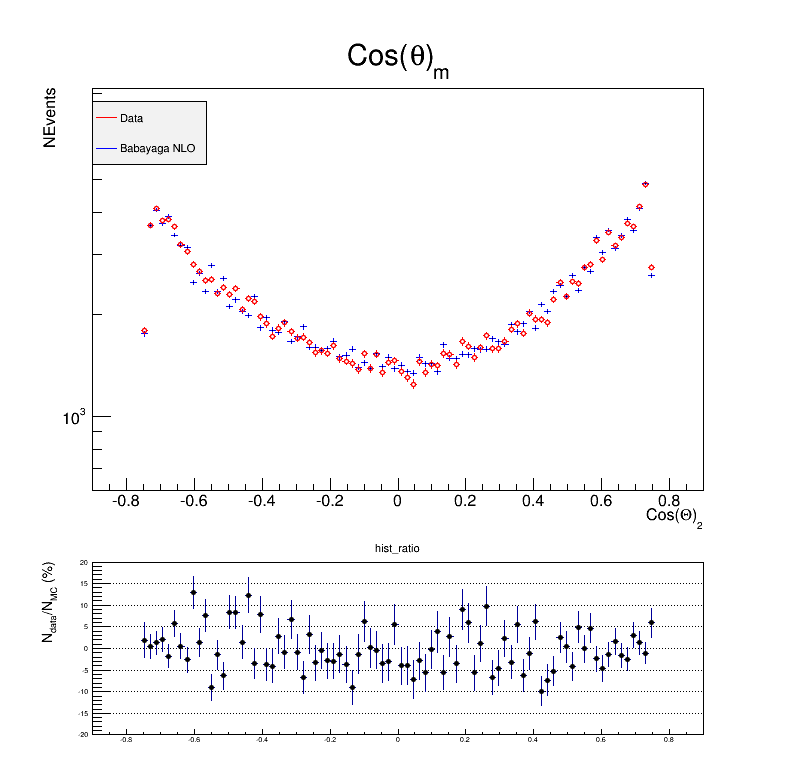 Cos(θ)m
NEvents
Data
Babayaga NLO
10³
-0.8 -0.6 -0.4 -0.2 0 0.2 0.4 0.6 0.8
Cos(Θ)₂
hist_ratio
Ndata/NMC (%)
20
15
10
5
0
-5
-10
-15
-20
-0.8 -0.6 -0.4 -0.2 0 0.2 0.4 0.6 0.8